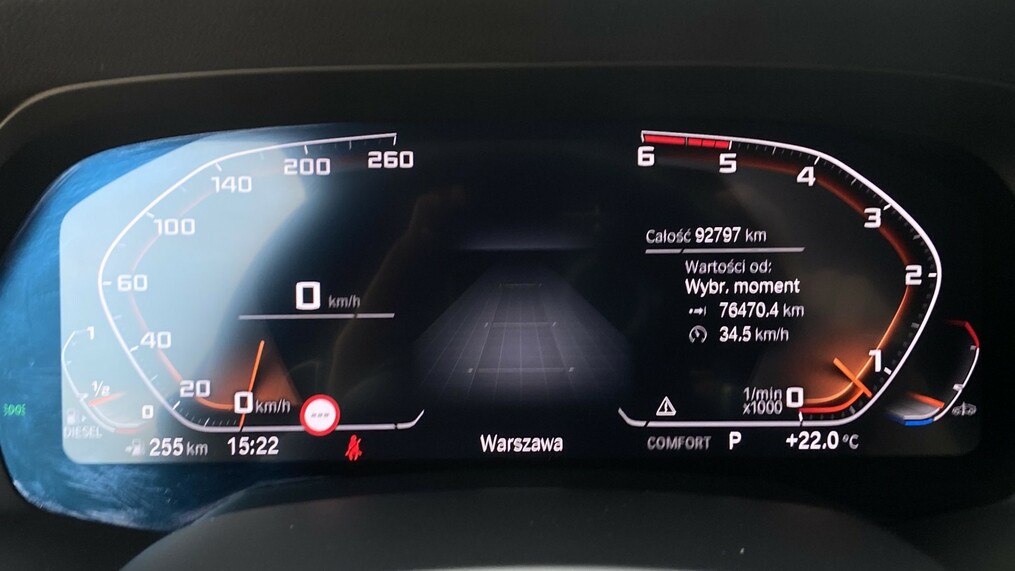 260
200
140
100
60
40
20
0
0 km/h
0 km/h
1
½
0
DIESEL
255 km
15:22
Warszawa
6
5
4
3
2
1
0
Całość 92797 km
Wartości od:
Wybr. moment
76470.4 km
34.5 km/h
1/min
x1000
COMFORT
P
+22.0 °C